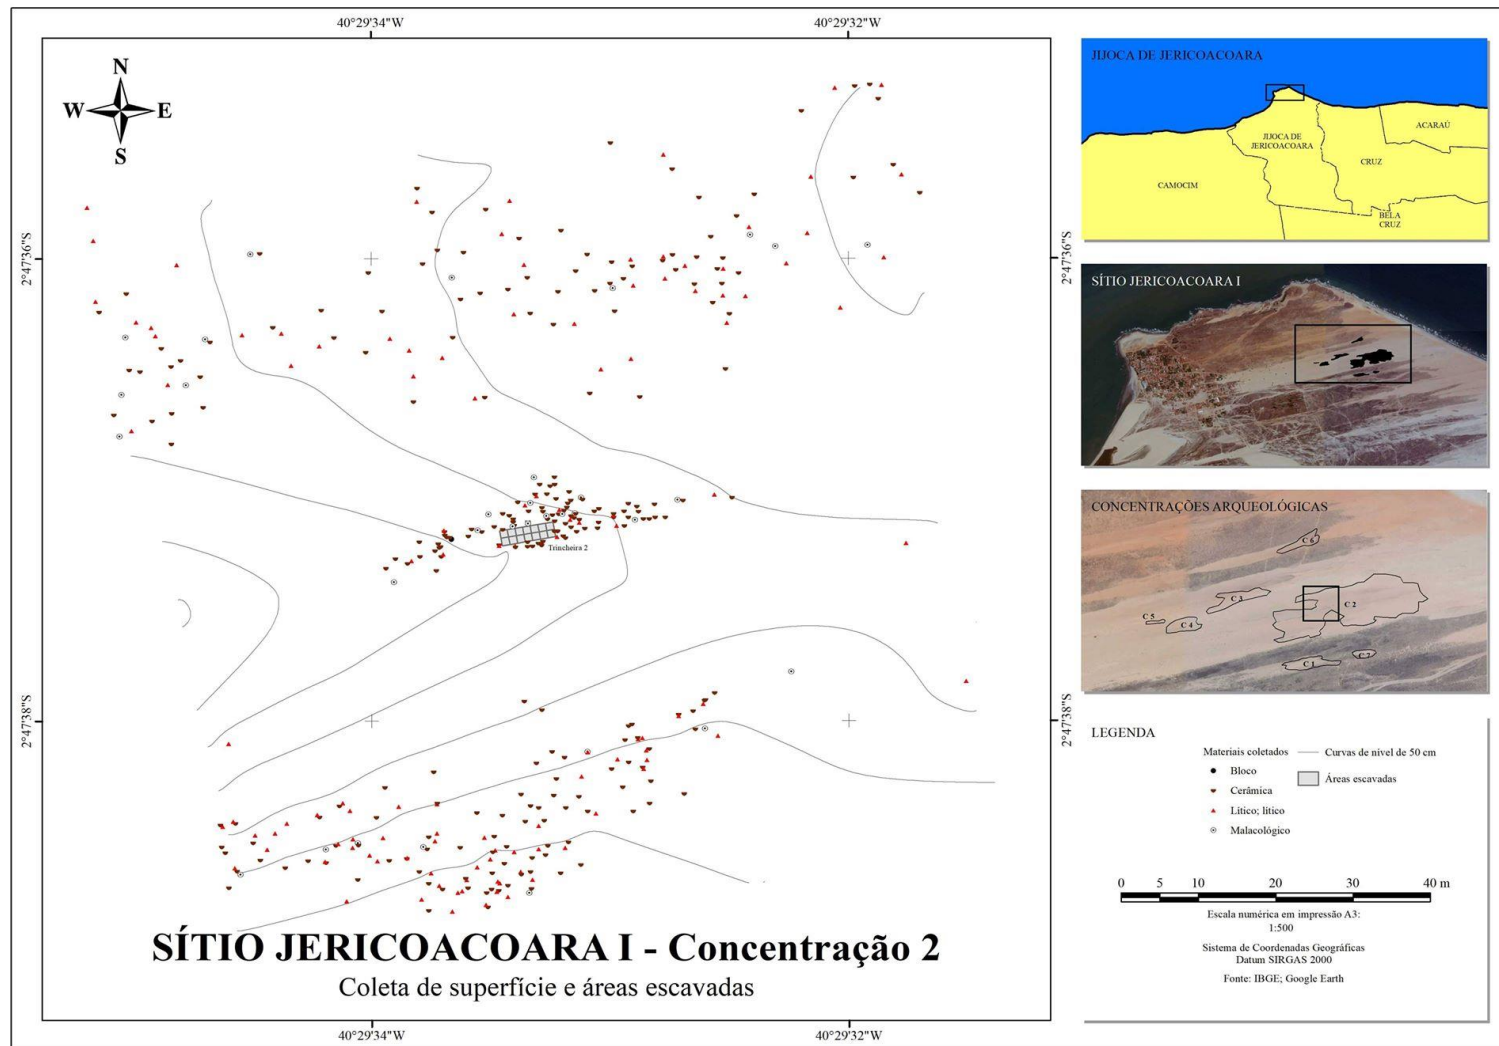 40°29'34"W
40°29'32"W
N
W
E
S
2°47'36"S
2°47'36"S
2°47'38"S
2°47'38"S
Trincheira 2
SÍTIO JERICOACOARA I - Concentração 2
Coleta de superfície e áreas escavadas
40°29'34"W
40°29'32"W
JIJOCA DE JERICOACOARA
ACARAÚ
JIJOCA DE
JERICOACOARA
CRUZ
CAMOCIM
BELA
CRUZ
SÍTIO JERICOACOARA I
CONCENTRAÇÕES ARQUEOLÓGICAS
C 6
C 3
C 2
C 5
C 4
C 1
C 7
LEGENDA
Materiais coletados
Bloco
Cerâmica
Lítico; lítico
Malacológico
Curvas de nível de 50 cm
Áreas escavadas
0 5 10 20 30 40 m
Escala numérica em impressão A3:
1:500
Sistema de Coordenadas Geográficas
Datum SIRGAS 2000
Fonte: IBGE; Google Earth